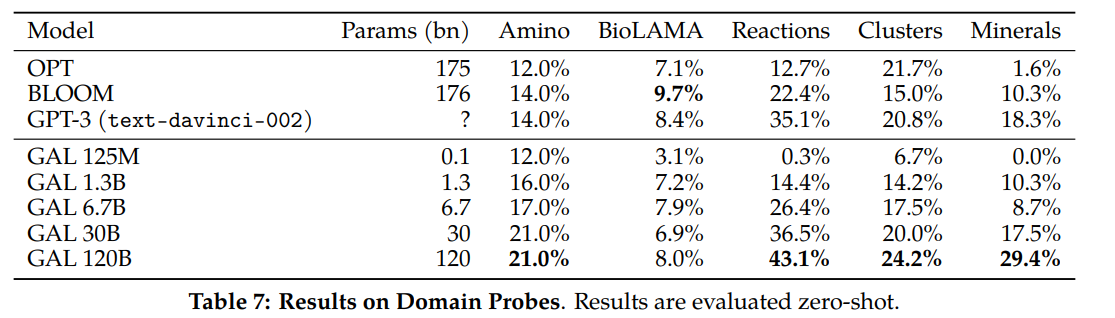 Model Params (bn) Amino BioLAMA Reactions Clusters Minerals
OPT 175 12.0% 7.1% 12.7% 21.7% 1.6%
BLOOM 176 14.0% 9.7% 22.4% 15.0% 10.3%
GPT-3 (text-davinci-002) ? 14.0% 8.4% 35.1% 20.8% 18.3%
GAL 125M 0.1 12.0% 3.1% 0.3% 6.7% 0.0%
GAL 1.3B 1.3 16.0% 7.2% 14.4% 14.2% 10.3%
GAL 6.7B 6.7 17.0% 7.9% 26.4% 17.5% 8.7%
GAL 30B 30 21.0% 6.9% 36.5% 20.0% 17.5%
GAL 120B 120 21.0% 8.0% 43.1% 24.2% 29.4%
Table 7: Results on Domain Probes. Results are evaluated zero-shot.